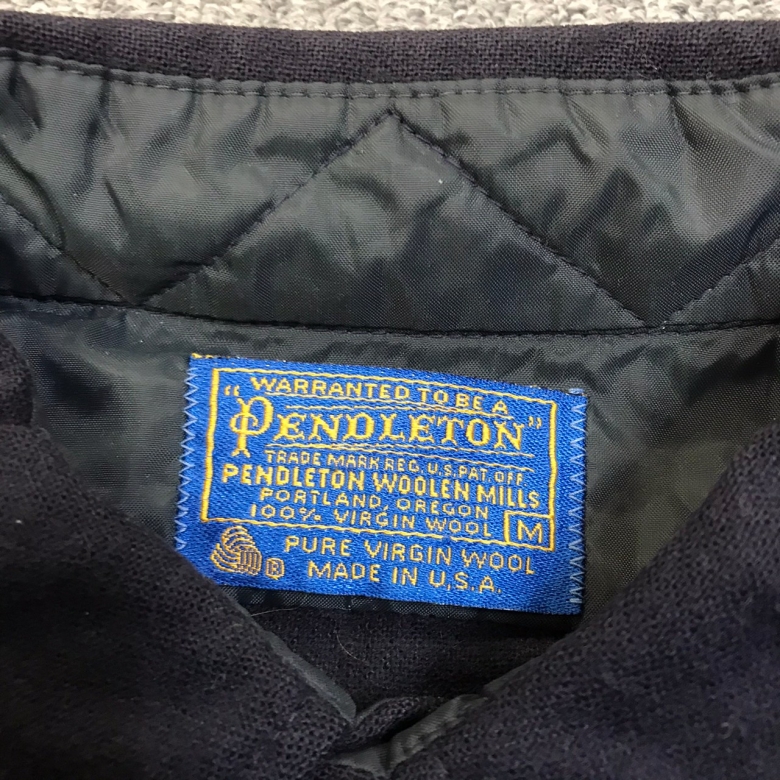 WARRANTED TO BE A
"PENDLETON"
TRADE MARK REG. U.S. PAT. OFF
PENDLETON WOOLEN MILLS
PORTLAND, OREGON
100% VIRGIN WOOL M
® PURE VIRGIN WOOL
MADE IN U.S.A.